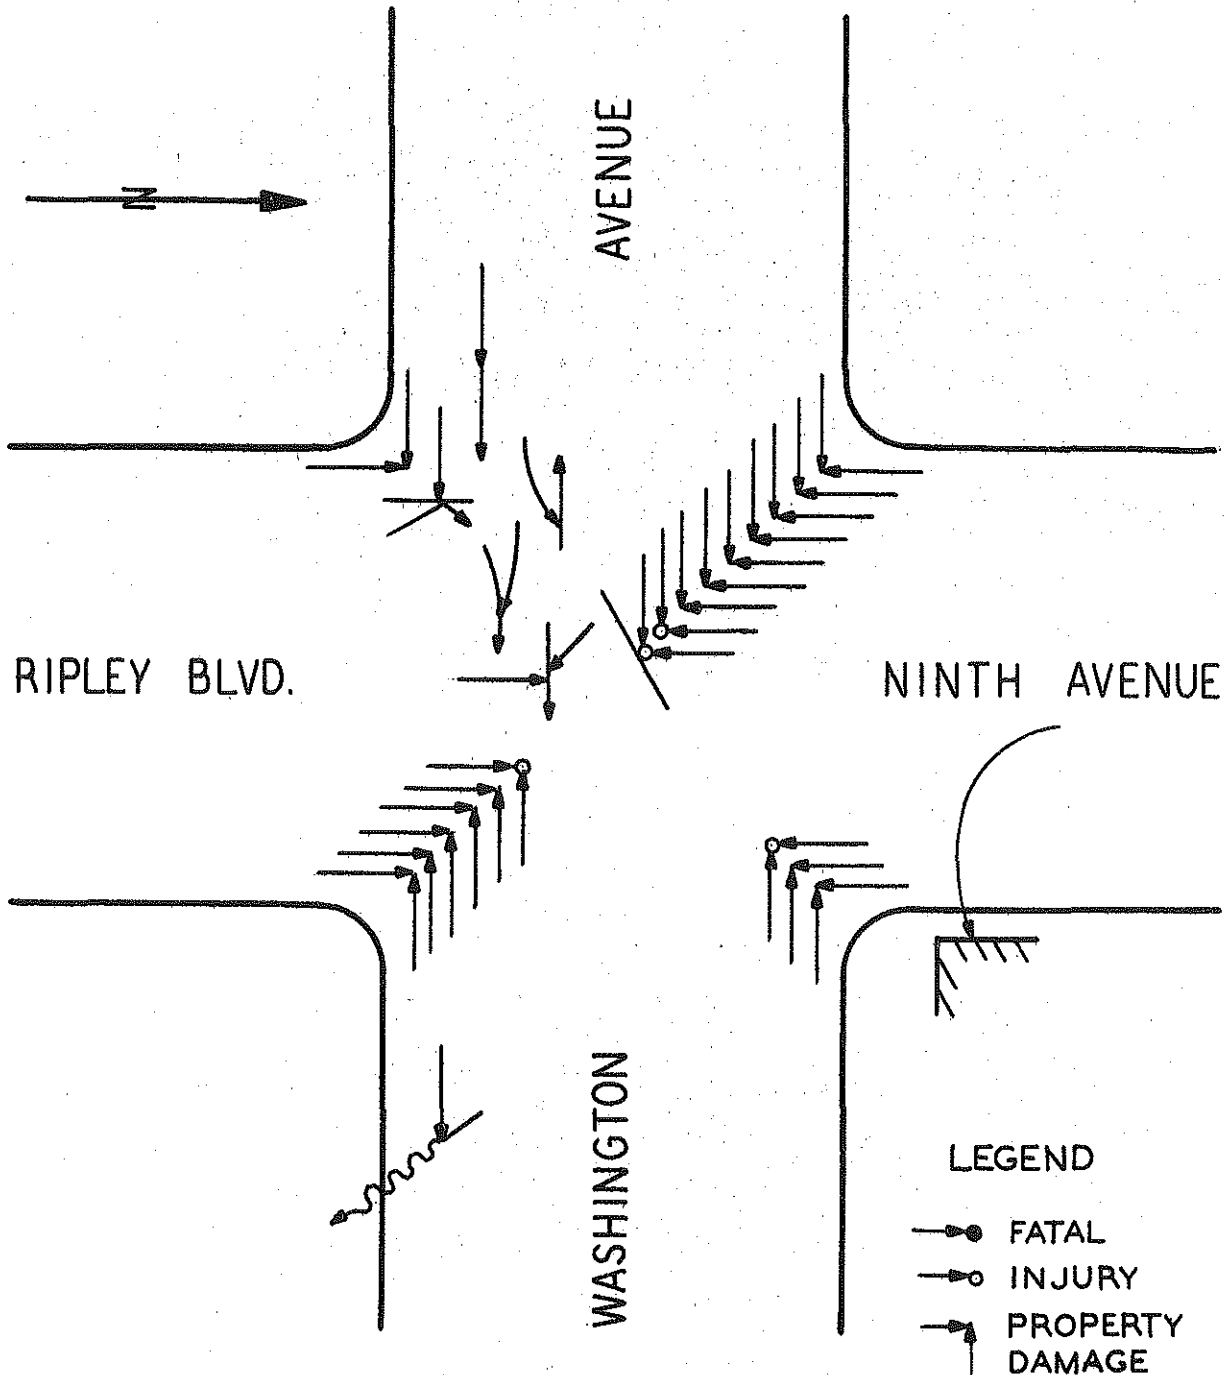 AVENUE
N
RIPLEY BLVD.
NINTH AVENUE
WASHINGTON
LEGEND
FATAL
INJURY
PROPERTY
DAMAGE